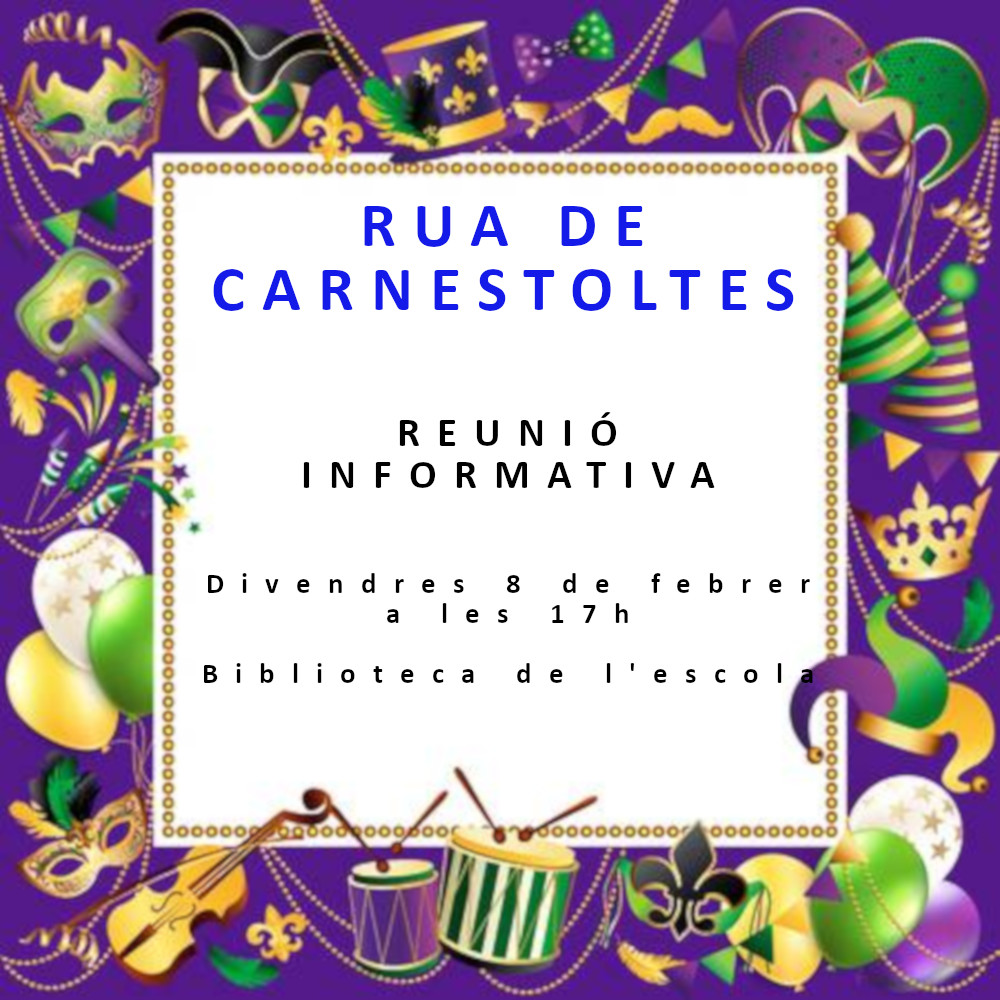 RUA DE
CARNESTOLTES
REUNIÓ
INFORMATIVA
Divendres 8 de febrer
a les 17h
Biblioteca de l'escola